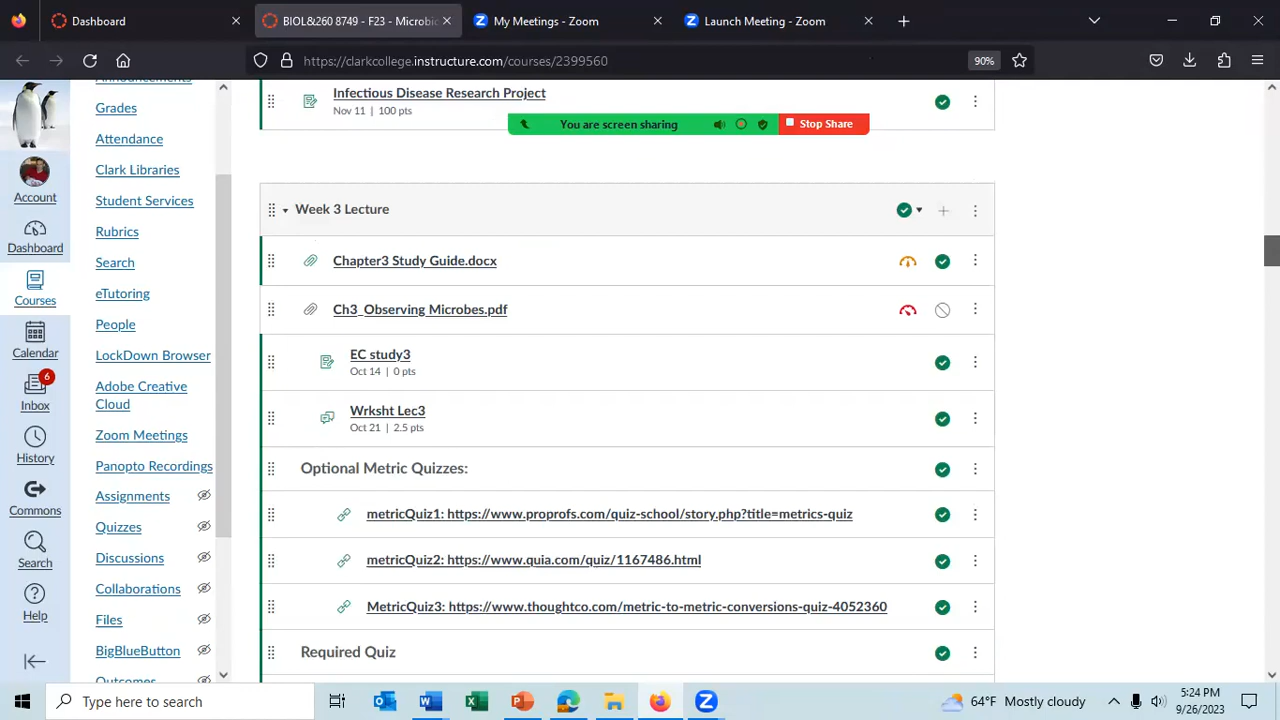 Dashboard
BIOL&260 8749 - F23 - Microbio
My Meetings - Zoom
Launch Meeting - Zoom
https://clarkcollege.instructure.com/courses/2399560
90%
Announcements
Grades
Attendance
Clark Libraries
Student Services
Rubrics
Search
eTutoring
People
LockDown Browser
Adobe Creative
Cloud
Zoom Meetings
Panopto Recordings
Assignments
Quizzes
Discussions
Collaborations
Files
BigBlueButton
Outcomes
Account
Dashboard
Courses
Calendar
6
Inbox
History
Commons
Search
Help
Infectious Disease Research Project
Nov 11 | 100 pts
You are screen sharing
Stop Share
Week 3 Lecture
Chapter3 Study Guide.docx
Ch3_Observing Microbes.pdf
EC study3
Oct 14 | 0 pts
Wrksht Lec3
Oct 21 | 2.5 pts
Optional Metric Quizzes:
metricQuiz1: https://www.proprofs.com/quiz-school/story.php?title=metrics-quiz
metricQuiz2: https://www.quia.com/quiz/1167486.html
MetricQuiz3: https://www.thoughtco.com/metric-to-metric-conversions-quiz-4052360
Required Quiz
Type here to search
64°F Mostly cloudy
5:24 PM
9/26/2023